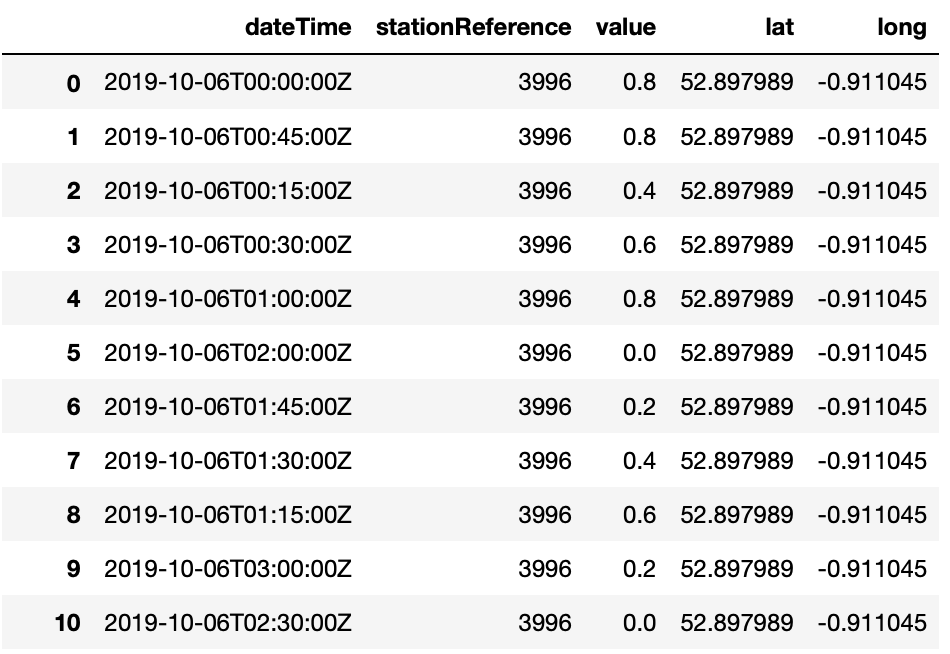 dateTime stationReference value lat long
0 2019-10-06T00:00:00Z 3996 0.8 52.897989 -0.911045
1 2019-10-06T00:45:00Z 3996 0.8 52.897989 -0.911045
2 2019-10-06T00:15:00Z 3996 0.4 52.897989 -0.911045
3 2019-10-06T00:30:00Z 3996 0.6 52.897989 -0.911045
4 2019-10-06T01:00:00Z 3996 0.8 52.897989 -0.911045
5 2019-10-06T02:00:00Z 3996 0.0 52.897989 -0.911045
6 2019-10-06T01:45:00Z 3996 0.2 52.897989 -0.911045
7 2019-10-06T01:30:00Z 3996 0.4 52.897989 -0.911045
8 2019-10-06T01:15:00Z 3996 0.6 52.897989 -0.911045
9 2019-10-06T03:00:00Z 3996 0.2 52.897989 -0.911045
10 2019-10-06T02:30:00Z 3996 0.0 52.897989 -0.911045